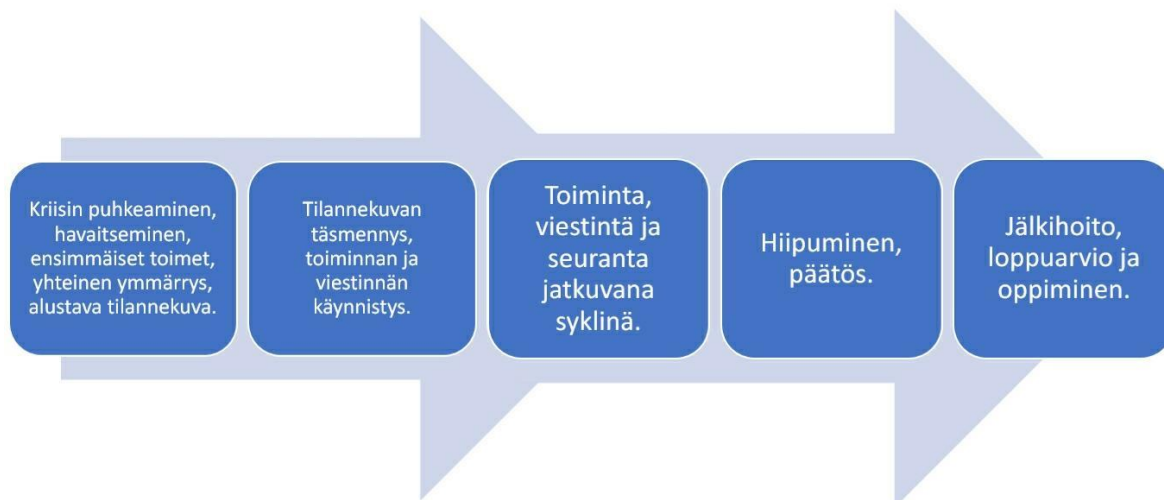 Kriisin puhkeaminen,
havaitseminen,
ensimmäiset toimet,
yhteinen ymmärrys,
alustava tilannekuva.
Tilannekuvan
täsmennys,
toiminnan ja
viestinnän
käynnistys.
Toiminta,
viestintä ja
seuranta
jatkuvana
syklinä.
Hiipuminen,
päätös.
Jälkihoito,
loppuarvio ja
oppiminen.